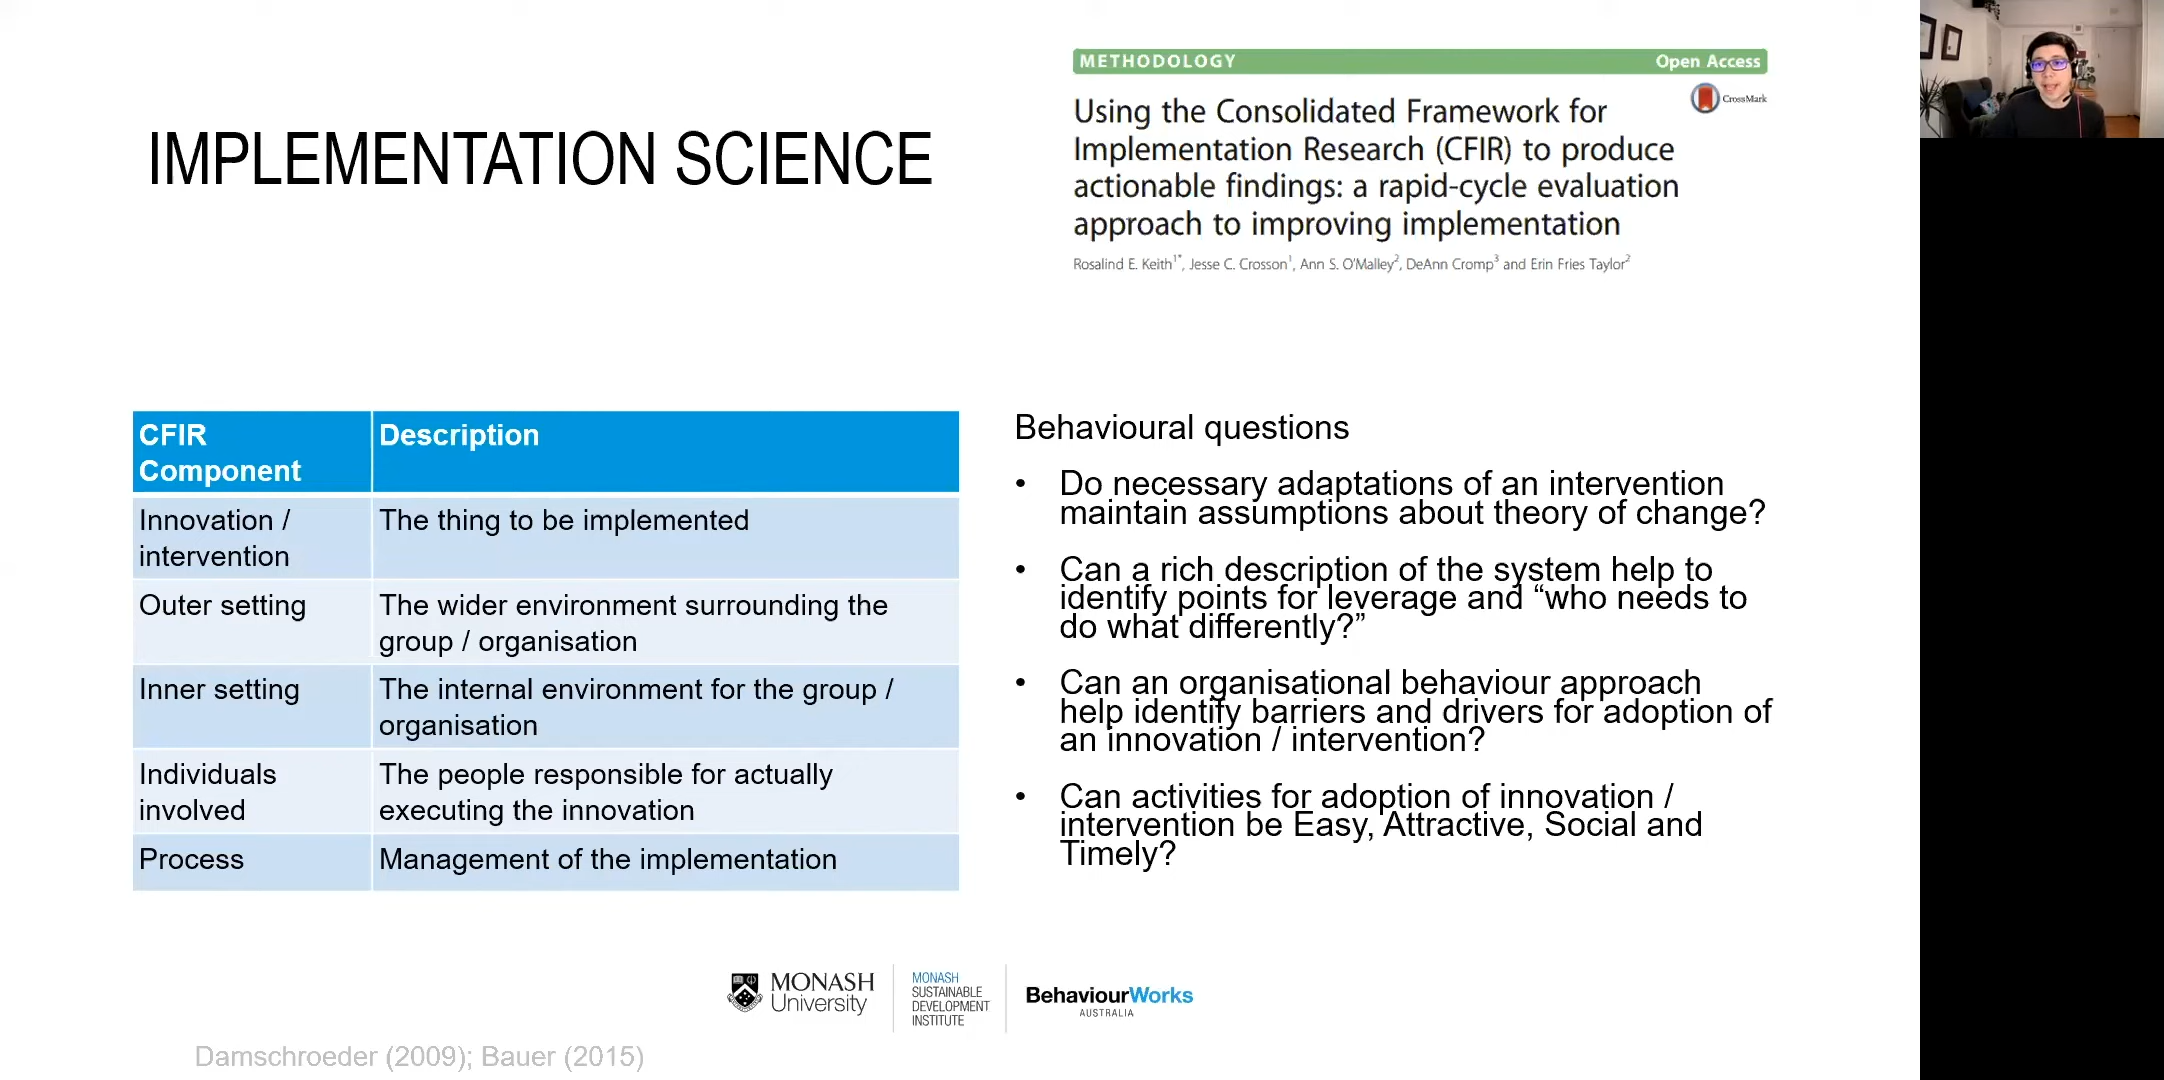 METHODOLOGY Open Access
CrossMark
Using the Consolidated Framework for
Implementation Research (CFIR) to produce
actionable findings: a rapid-cycle evaluation
approach to improving implementation
Rosalind E. Keith1*, Jesse C. Crosson1, Ann S. O'Malley2, DeAnn Cromp3 and Erin Fries Taylor2
IMPLEMENTATION SCIENCE
CFIR
Component
Description
Innovation /
intervention
The thing to be implemented
Outer setting
The wider environment surrounding the
group / organisation
Inner setting
The internal environment for the group /
organisation
Individuals
involved
The people responsible for actually
executing the innovation
Process
Management of the implementation
Behavioural questions
• Do necessary adaptations of an intervention
maintain assumptions about theory of change?
• Can a rich description of the system help to
identify points for leverage and “who needs to
do what differently?”
• Can an organisational behaviour approach
help identify barriers and drivers for adoption of
an innovation / intervention?
• Can activities for adoption of innovation /
intervention be Easy, Attractive, Social and
Timely?
MONASH
University
MONASH
SUSTAINABLE
DEVELOPMENT
INSTITUTE
BehaviourWorks
AUSTRALIA
Damschroeder (2009); Bauer (2015)